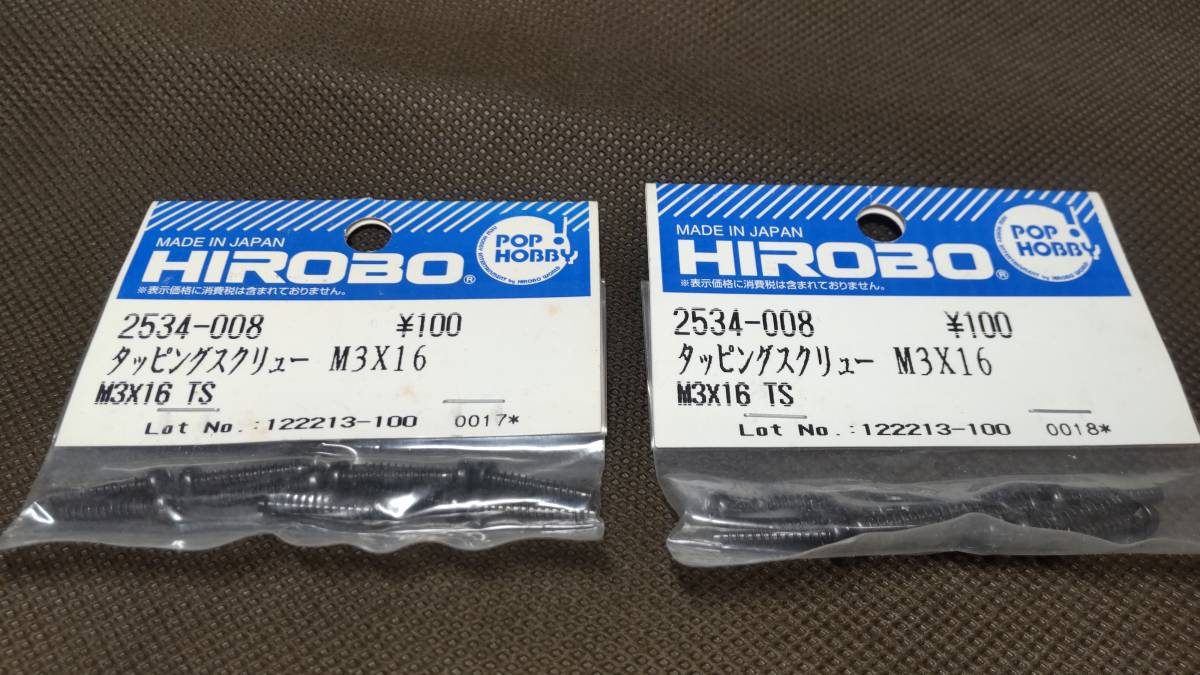 MADE IN JAPAN
HIROBO®
POP HOBBY
※表示価格に消費税は含まれておりません。
2534-008 ¥100
タッピングスクリュー M3X16
M3X16 TS
Lot No.:122213-100 0017*
MADE IN JAPAN
HIROBO®
POP HOBBY
※表示価格に消費税は含まれておりません。
2534-008 ¥100
タッピングスクリュー M3X16
M3X16 TS
Lot No.:122213-100 0018*